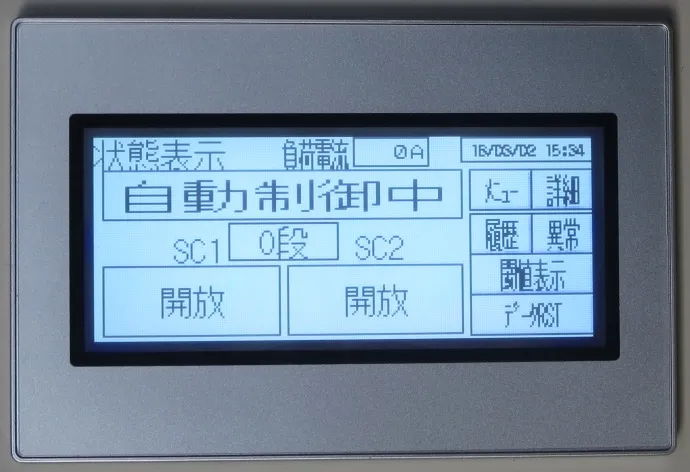 状態表示 負荷電流 0A 16/03/02 15:34
自動制御中 メニュー 詳細
履歴 異常
SC1 0段 SC2
閾値表示
開放 開放
データRST